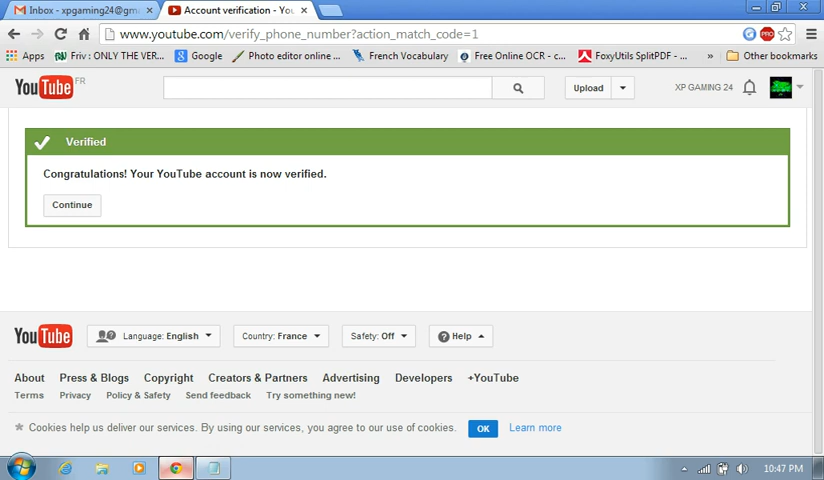 Inbox - xpgaming24@gm
Account verification - You
www.youtube.com/verify_phone_number?action_match_code=1
Apps
Friv : ONLY THE VER...
Google
Photo editor online ...
French Vocabulary
Free Online OCR - c...
FoxyUtils SplitPDF - ...
»
Other bookmarks
YouTube FR
Upload
XP GAMING 24
Verified
Congratulations! Your YouTube account is now verified.
Continue
YouTube
Language: English
Country: France
Safety: Off
Help
About Press & Blogs Copyright Creators & Partners Advertising Developers +YouTube
Terms Privacy Policy & Safety Send feedback Try something new!
Cookies help us deliver our services. By using our services, you agree to our use of cookies. OK Learn more
10:47 PM